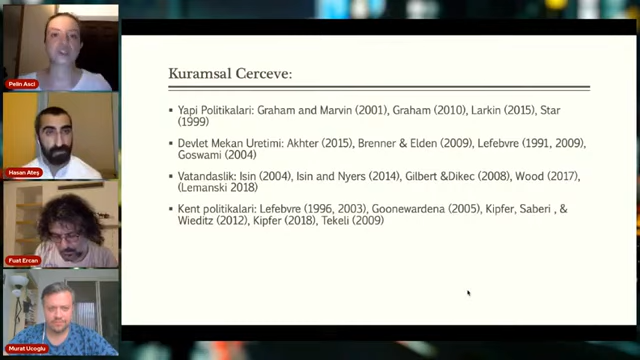 Pelin Asci
Hasan Ateş
Fuat Ercan
Murat Ucoglu
Kuramsal Cerceve:
Yapi Politikalari: Graham and Marvin (2001), Graham (2010), Larkin (2015), Star
(1999)
Devlet Mekan Uretimi: Akhter (2015), Brenner & Elden (2009), Lefebvre (1991, 2009),
Goswami (2004)
Vatandaslik: Isin (2004), Isin and Nyers (2014), Gilbert &Dikec (2008), Wood (2017),
(Lemanski 2018)
Kent politikalari: Lefebvre (1996, 2003), Goonewardena (2005), Kipfer, Saberi , &
Wieditz (2012), Kipfer (2018), Tekeli (2009)